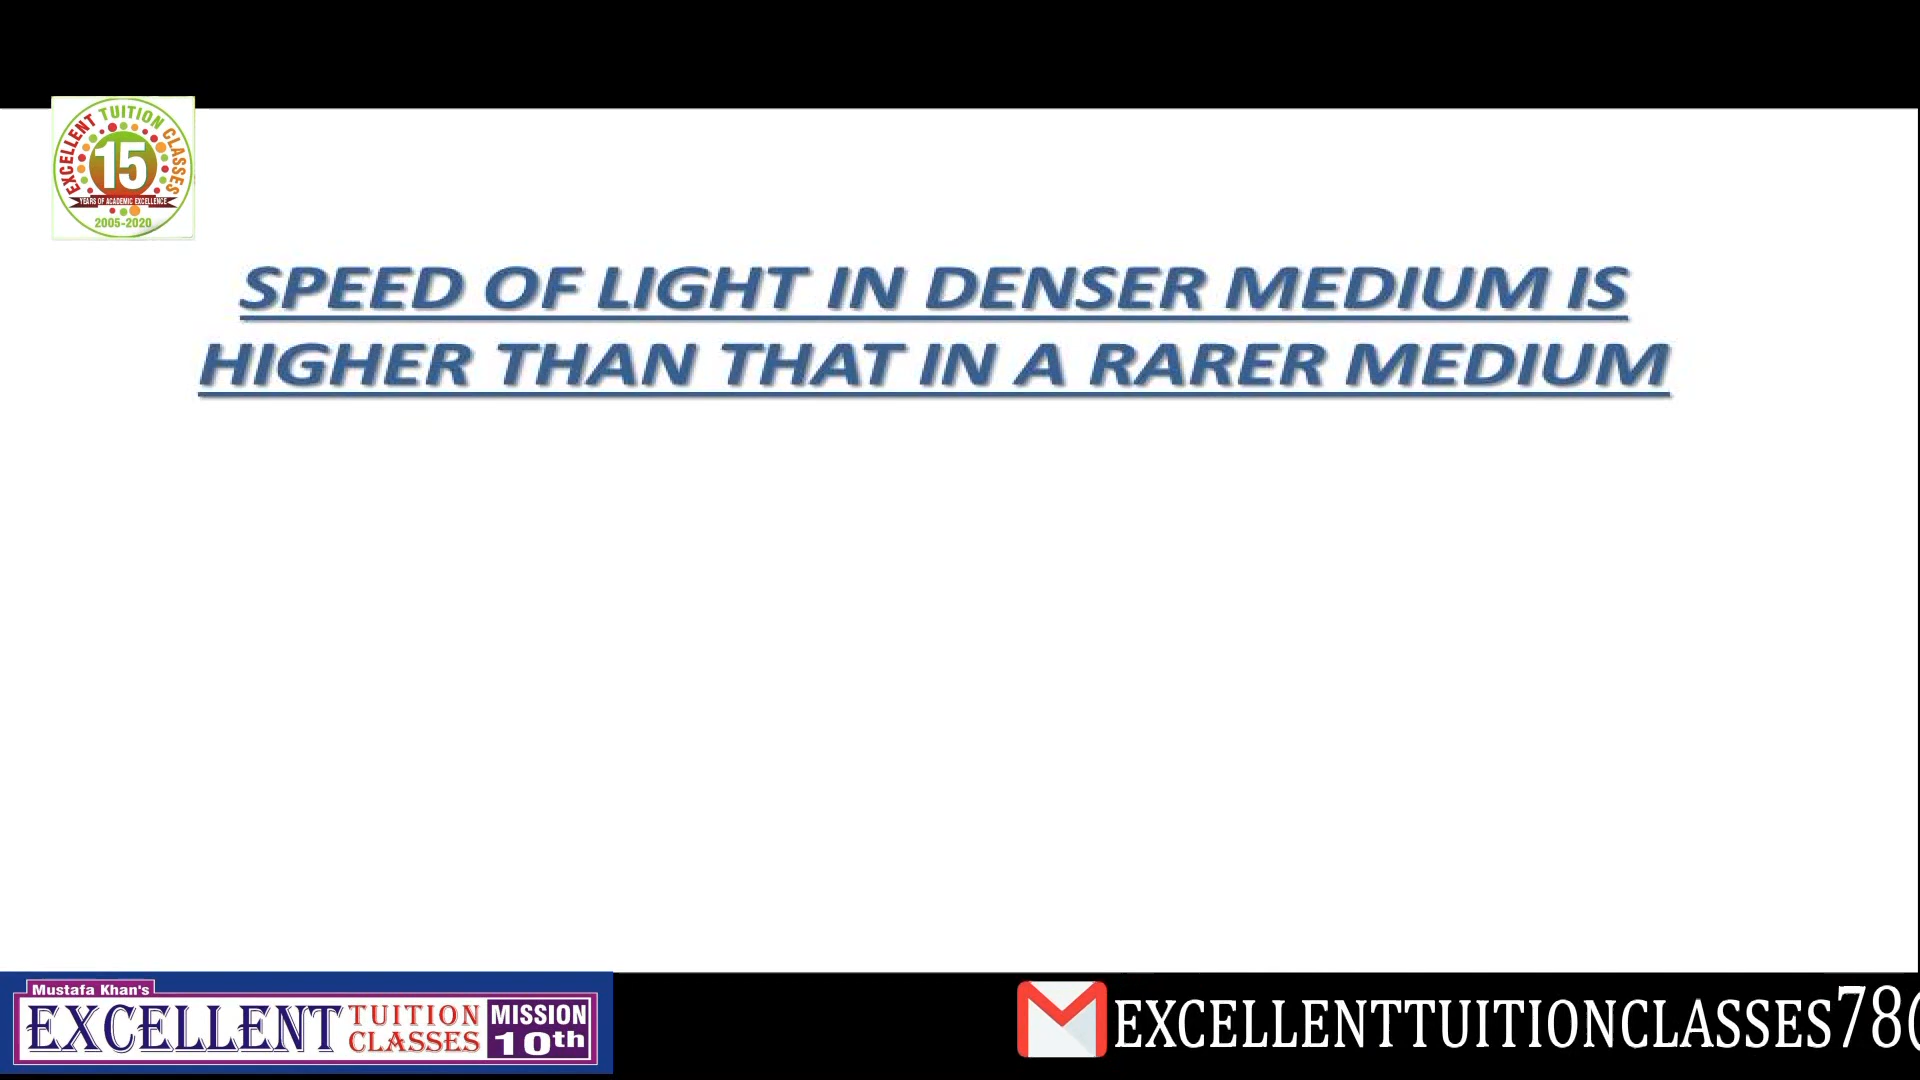 EXCELLENT TUITION CLASSES
15
YEARS OF ACADEMIC EXCELLENCE
2005-2020
SPEED OF LIGHT IN DENSER MEDIUM IS
HIGHER THAN THAT IN A RARER MEDIUM
Mustafa Khan's
EXCELLENT TUITION CLASSES
MISSION 10th
EXCELLENTTUITIONCLASSES78